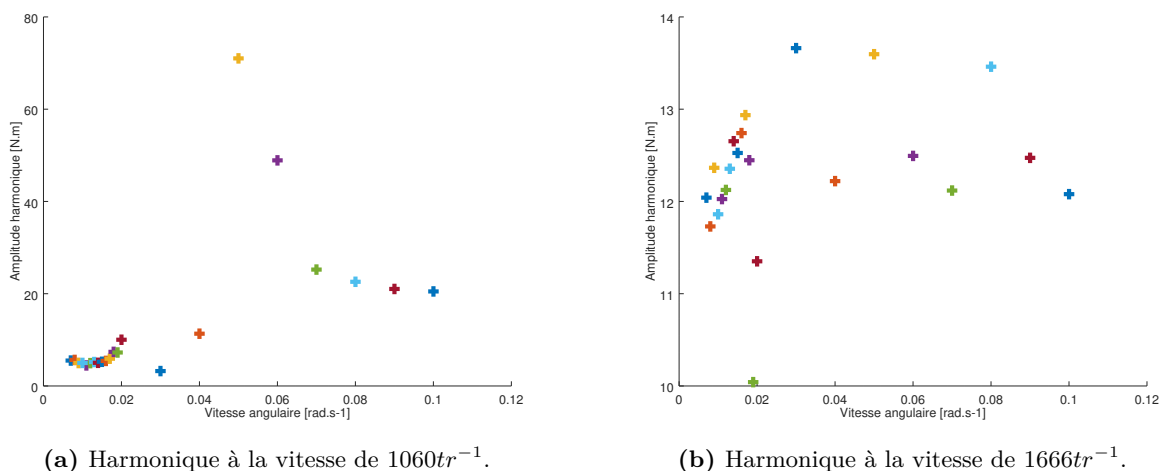 80
60
40
20
0
Amplitude harmonique [N.m]
0 0.02 0.04 0.06 0.08 0.1 0.12
Vitesse angulaire [rad.s-1]
(a) Harmonique à la vitesse de 1060tr⁻¹.
14
13
12
11
10
Amplitude harmonique [N.m]
0 0.02 0.04 0.06 0.08 0.1 0.12
Vitesse angulaire [rad.s-1]
(b) Harmonique à la vitesse de 1666tr⁻¹.